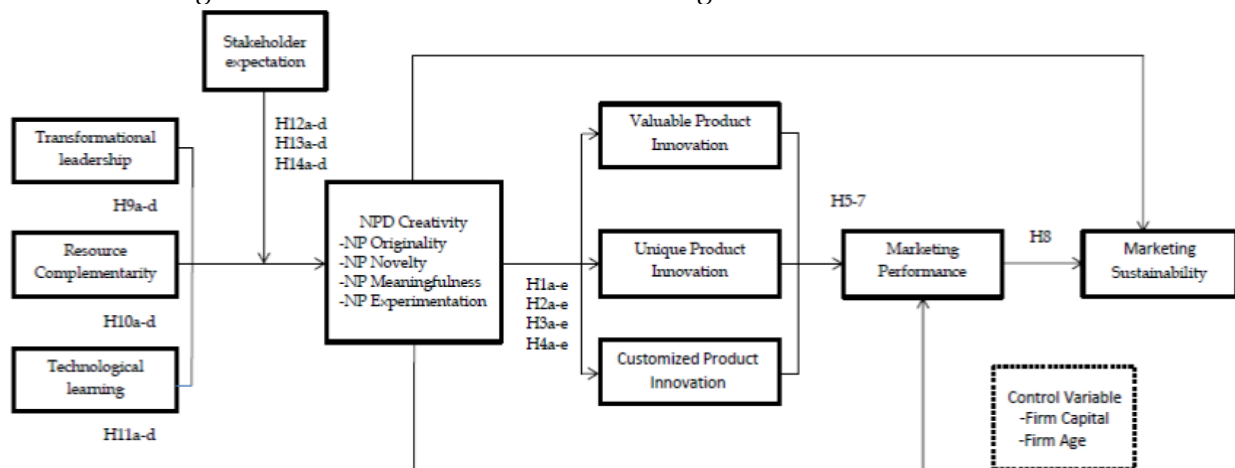 Stakeholder
expectation
H12a-d
H13a-d
H14a-d
Transformational
leadership
H9a-d
Resource
Complementarity
H10a-d
Technological
learning
H11a-d
NPD Creativity
-NP Originality
-NP Novelty
-NP Meaningfulness
-NP Experimentation
H1a-e
H2a-e
H3a-e
H4a-e
Valuable Product
Innovation
Unique Product
Innovation
Customized Product
Innovation
H5-7
Marketing
Performance
H8
Marketing
Sustainability
Control Variable
-Firm Capital
-Firm Age